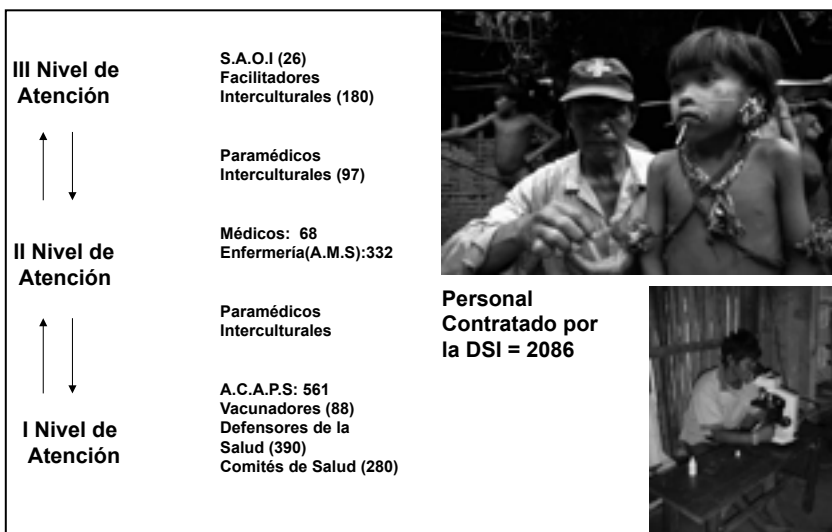 III Nivel de
Atención
S.A.O.I (26)
Facilitadores
Interculturales (180)
Paramédicos
Interculturales (97)
II Nivel de
Atención
Médicos:  68
Enfermería(A.M.S):332
Paramédicos
Interculturales
I Nivel de
Atención
A.C.A.P.S: 561
Vacunadores (88)
Defensores de la
Salud (390)
Comités de Salud (280)
Personal
Contratado por
la DSI = 2086